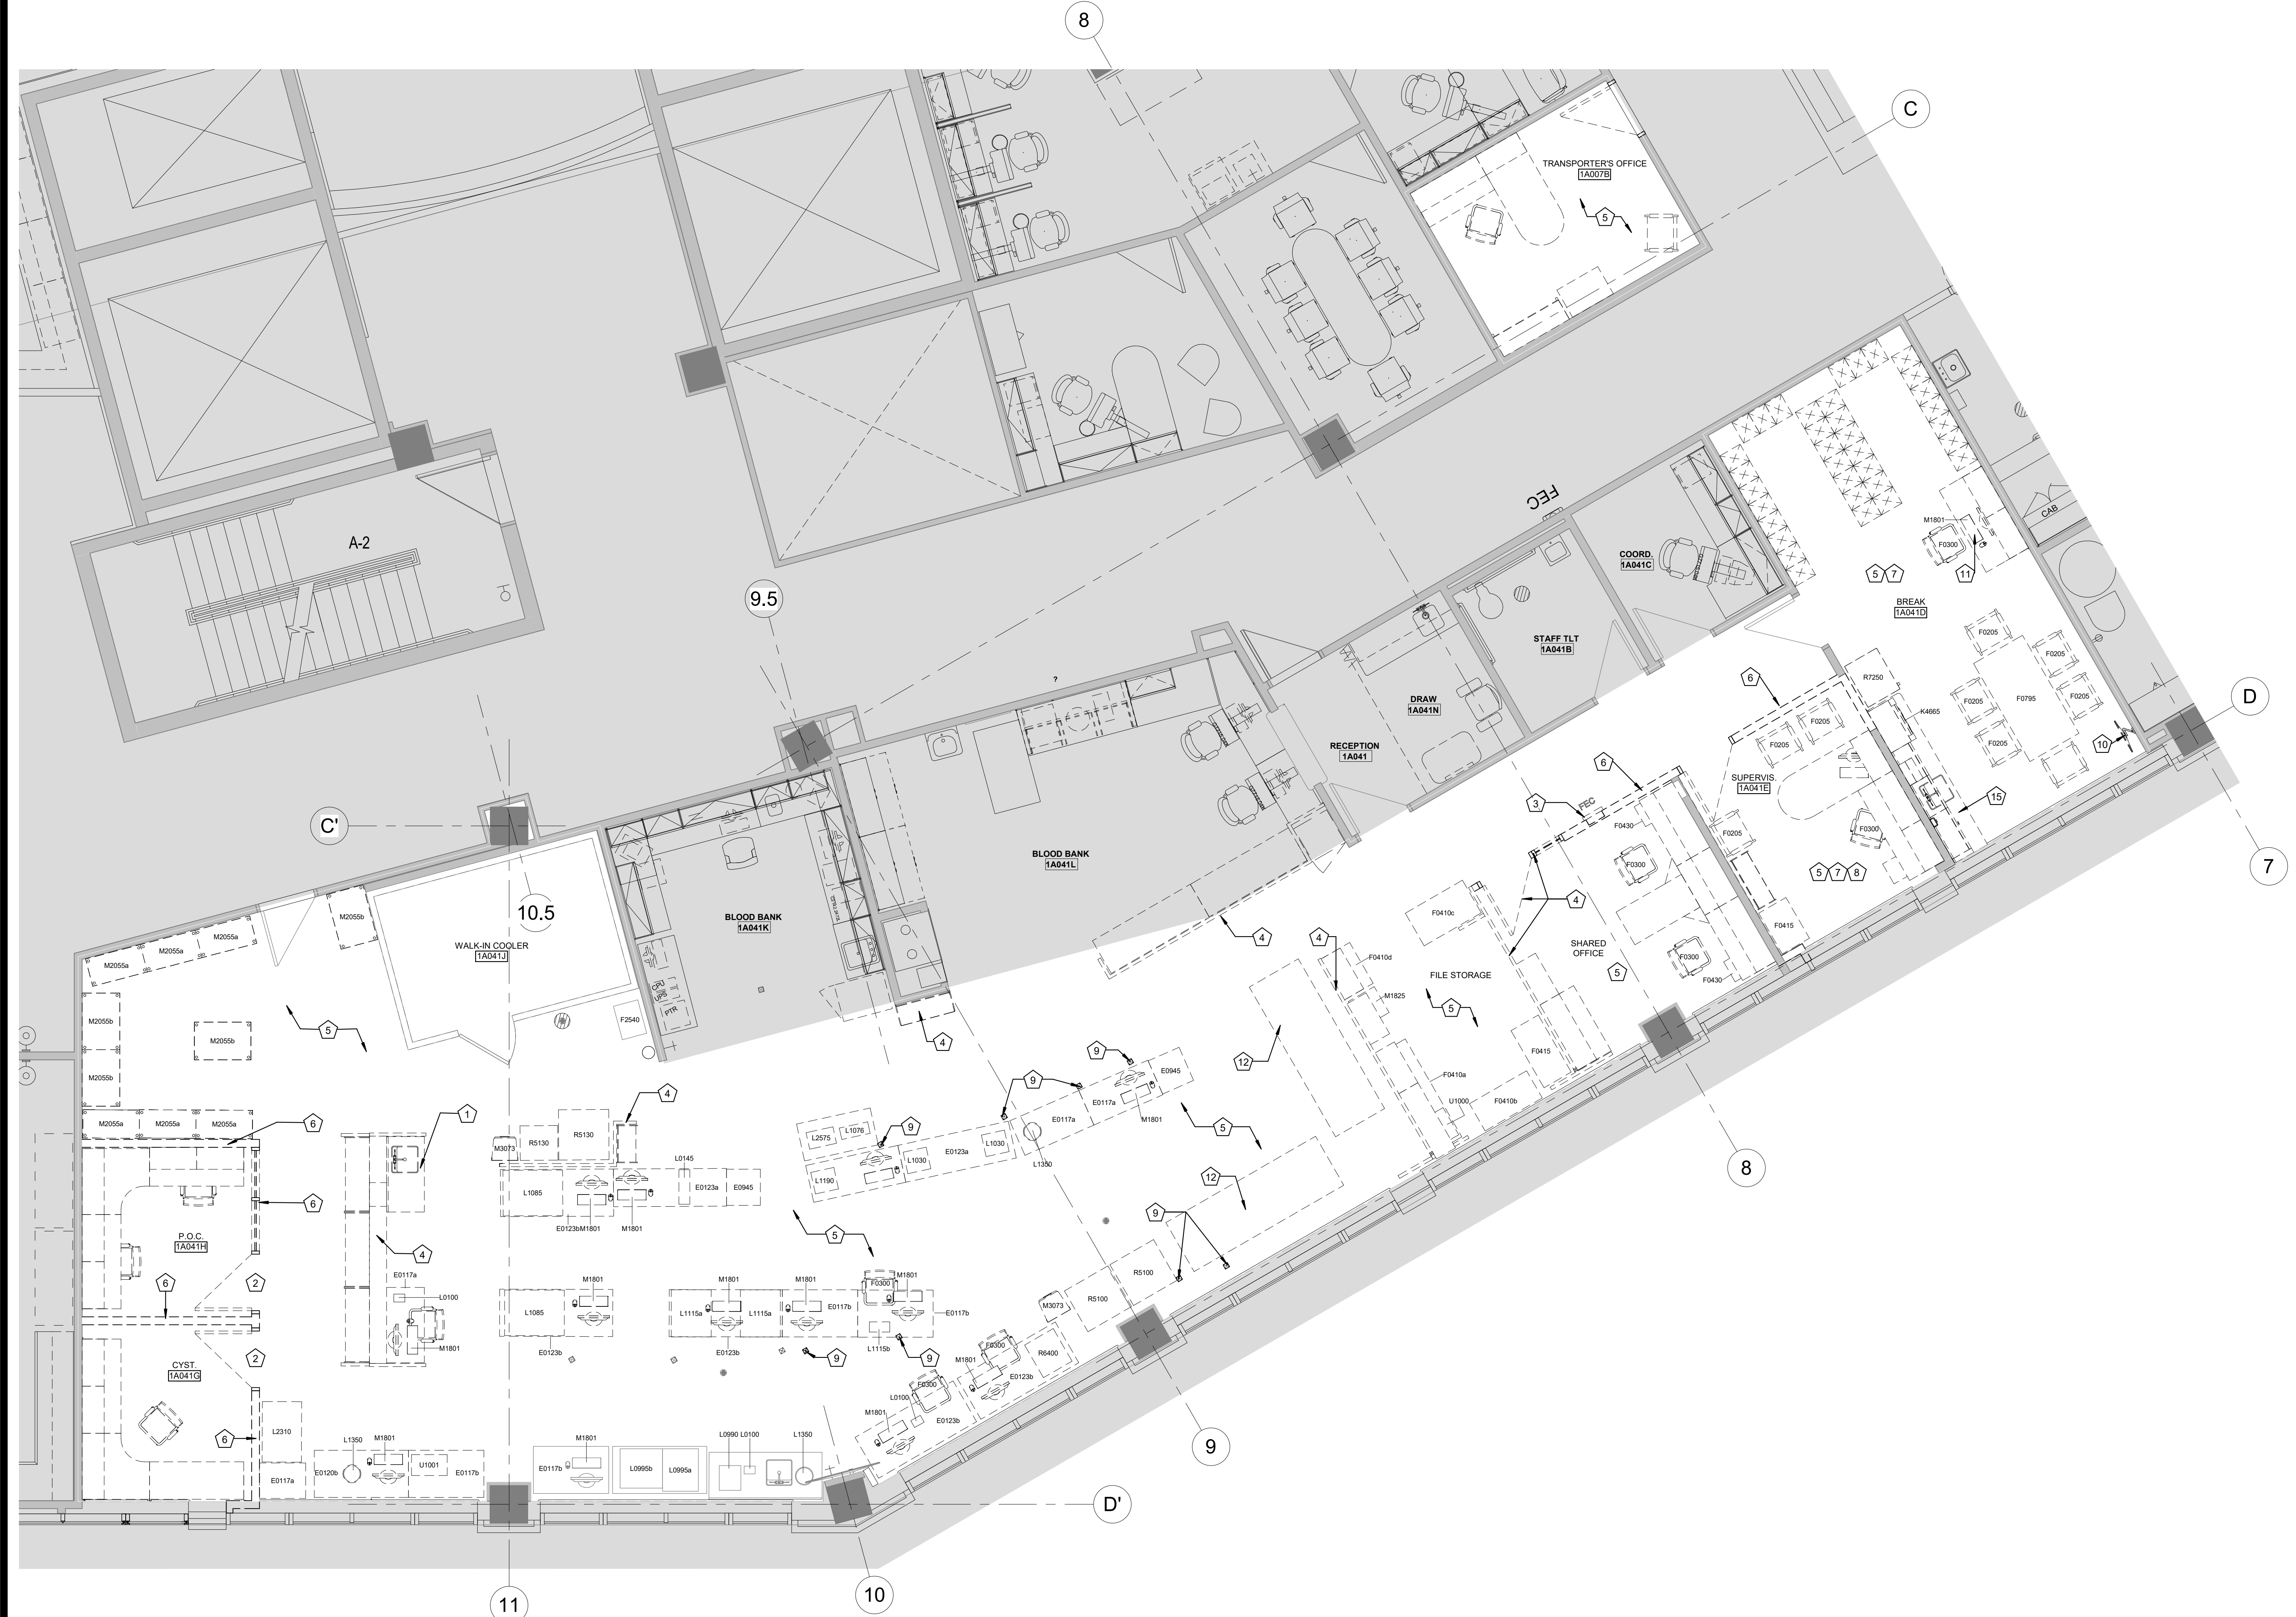 8
C
TRANSPORTER'S OFFICE
1A007B
5
A-2
FEC
CAB
COORD.
1A041C
M1801
F0300
11
5
7
BREAK
1A041D
9.5
STAFF TLT
1A041B
?
DRAW
1A041N
RECEPTION
1A041
F0205
F0205
F0205
F0205
F0205
F0795
R7250
K4665
6
F0205
F0205
D
10
SUPERVIS.
1A041E
15
F0300
F0205
5
7
8
F0415
7
6
3
FEC
F0430
F0300
4
SHARED
OFFICE
5
F0300
F0430
C'
10.5
BLOOD BANK
1A041L
BLOOD BANK
1A041K
CPU
UPS
PTR
WALK-IN COOLER
1A041J
F2540
M2055b
M2055a
M2055a
M2055a
M2055b
M2055b
M2055b
5
M2055a
M2055a
M2055a
6
1
6
4
4
4
4
F0410c
F0410d
M1825
FILE STORAGE
5
F0415
F0410a
U1000
F0410b
12
12
9
9
9
9
E0945
E0117a
M1801
E0117a
5
L1350
L2575
L1076
L1190
L1030
E0123a
L1030
M3073
R5130
R5130
L0145
L1085
E0123a
E0945
E0123b
M1801
M1801
P.O.C.
1A041H
4
5
2
6
E0117a
L0100
M1801
2
CYST.
1A041G
6
L1085
M1801
E0123b
M1801
M1801
L1115a
L1115a
E0117b
E0123b
F0300
M1801
E0117b
L1115b
9
9
R5100
R5100
M3073
8
L2310
E0117a
L1350
M1801
E0120b
U1001
E0117b
M1801
E0117b
L0995b
L0995a
L0990
L0100
L1350
M1801
L0100
F0300
E0123b
M1801
F0300
R6400
E0123b
9
D'
10
11